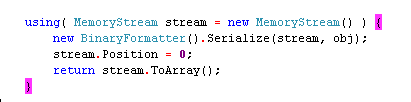 using( MemoryStream stream = new MemoryStream() ) {
    new BinaryFormatter().Serialize(stream, obj);
    stream.Position = 0;
    return stream.ToArray();
}